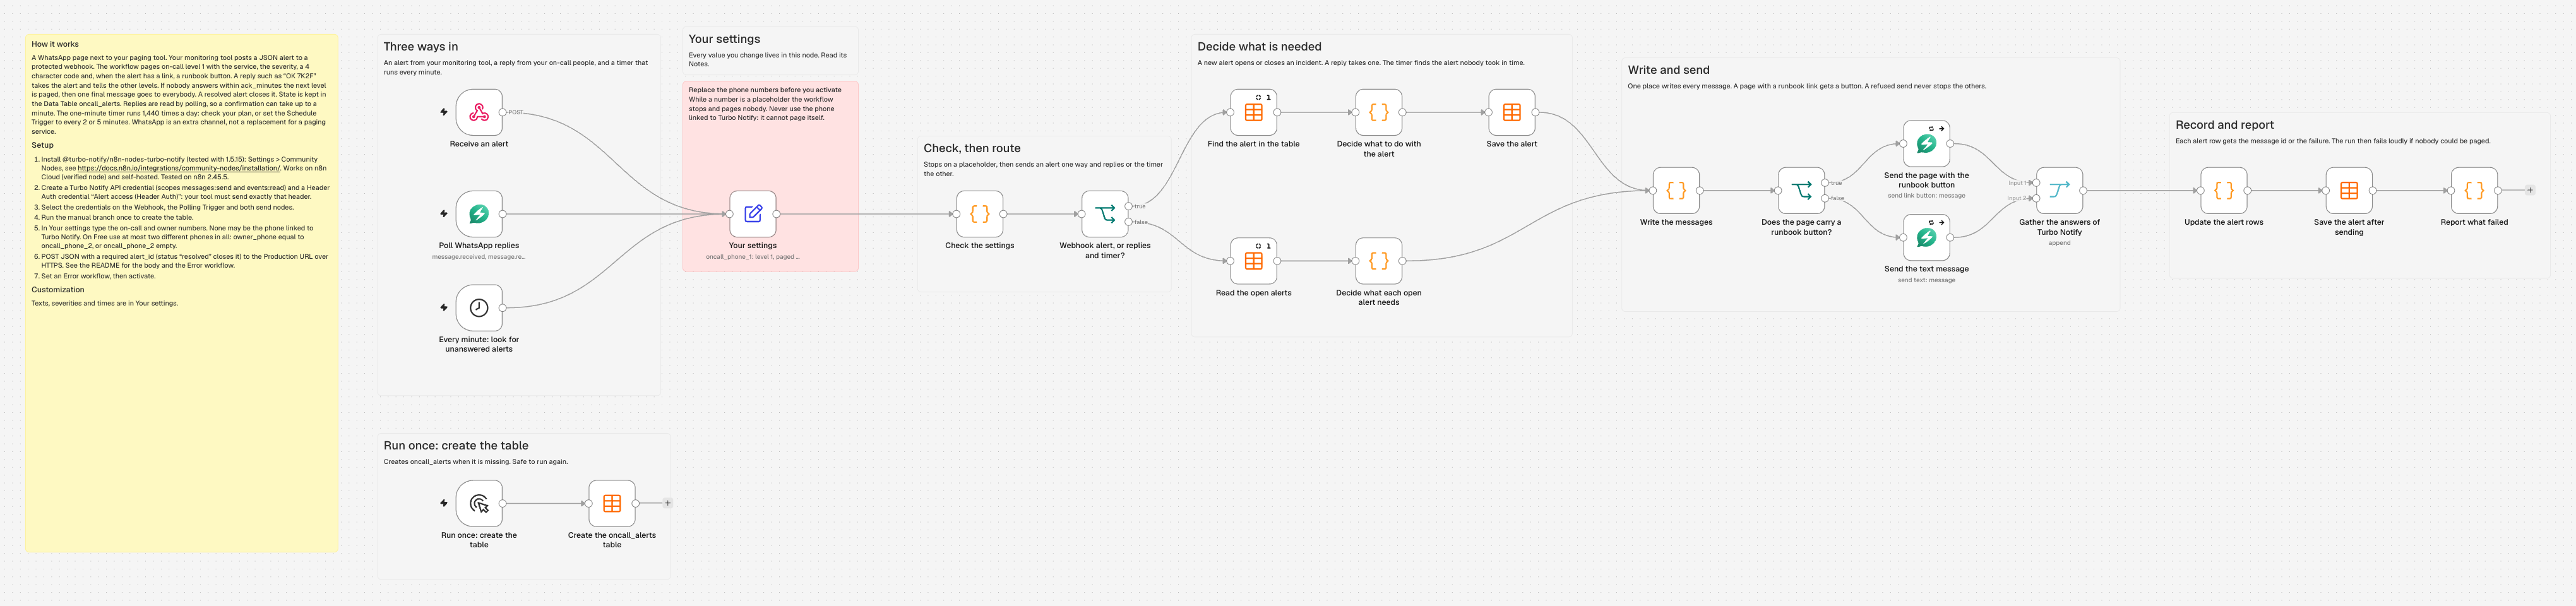 How it works
A WhatsApp page next to your paging tool. Your monitoring tool posts a JSON alert to a
protected webhook. The workflow pages on-call level 1 with the service, the severity, a 4
character code and, when the alert has a link, a runbook button. A reply such as "OK 7K2F"
takes the alert and tells the other levels. If nobody answers within ack_minutes the next level
is paged, then one final message goes to everybody. A resolved alert closes it. State is kept in
the Data Table oncall_alerts. Replies are read by polling, so a confirmation can take up to a
minute. The one-minute timer runs 1,440 times a day: check your plan, or set the Schedule
Trigger to every 2 or 5 minutes. WhatsApp is an extra channel, not a replacement for a paging
service.
Setup
1. Install @turbo-notify/n8n-nodes-turbo-notify (tested with 1.5.15): Settings > Community
Nodes, see https://docs.n8n.io/integrations/community-nodes/installation/. Works on n8n
Cloud (verified node) and self-hosted. Tested on n8n 2.45.5.
2. Create a Turbo Notify API credential (scopes messages:send and events:read) and a Header
Auth credential "Alert access (Header Auth)": your tool must send exactly that header.
3. Select the credentials on the Webhook, the Polling Trigger and both send nodes.
4. Run the manual branch once to create the table.
5. In Your settings type the on-call and owner numbers. None may be the phone linked to
Turbo Notify. On Free use at most two different phones in all: owner_phone equal to
oncall_phone_2, or oncall_phone_2 empty.
6. POST JSON with a required alert_id (status "resolved" closes it) to the Production URL over
HTTPS. See the README for the body and the Error workflow.
7. Set an Error workflow, then activate.
Customization
Texts, severities and times are in Your settings.
Three ways in
An alert from your monitoring tool, a reply from your on-call people, and a timer that
runs every minute.
POST
Receive an alert
Poll WhatsApp replies
message.received, message.re...
Every minute: look for
unanswered alerts
Your settings
Every value you change lives in this node. Read its
Notes.
Replace the phone numbers before you activate
While a number is a placeholder the workflow
stops and pages nobody. Never use the phone
linked to Turbo Notify: it cannot page itself.
Your settings
oncall_phone_1: level 1, paged ...
Check, then route
Stops on a placeholder, then sends an alert one way and replies or the timer
the other.
Check the settings
true
false
Webhook alert, or replies
and timer?
Decide what is needed
A new alert opens or closes an incident. A reply takes one. The timer finds the alert nobody took in time.
1
Find the alert in the table
Decide what to do with
the alert
Save the alert
1
Read the open alerts
Decide what each open
alert needs
Write and send
One place writes every message. A page with a runbook link gets a button. A refused send never stops the others.
Write the messages
true
false
Does the page carry a
runbook button?
Send the page with the
runbook button
send link button: message
Send the text message
send text: message
Input 1
Input 2
Gather the answers of
Turbo Notify
append
Record and report
Each alert row gets the message id or the failure. The run then fails loudly if nobody could be paged.
Update the alert rows
Save the alert after
sending
Report what failed
Run once: create the table
Creates oncall_alerts when it is missing. Safe to run again.
Run once: create the
table
Create the oncall_alerts
table